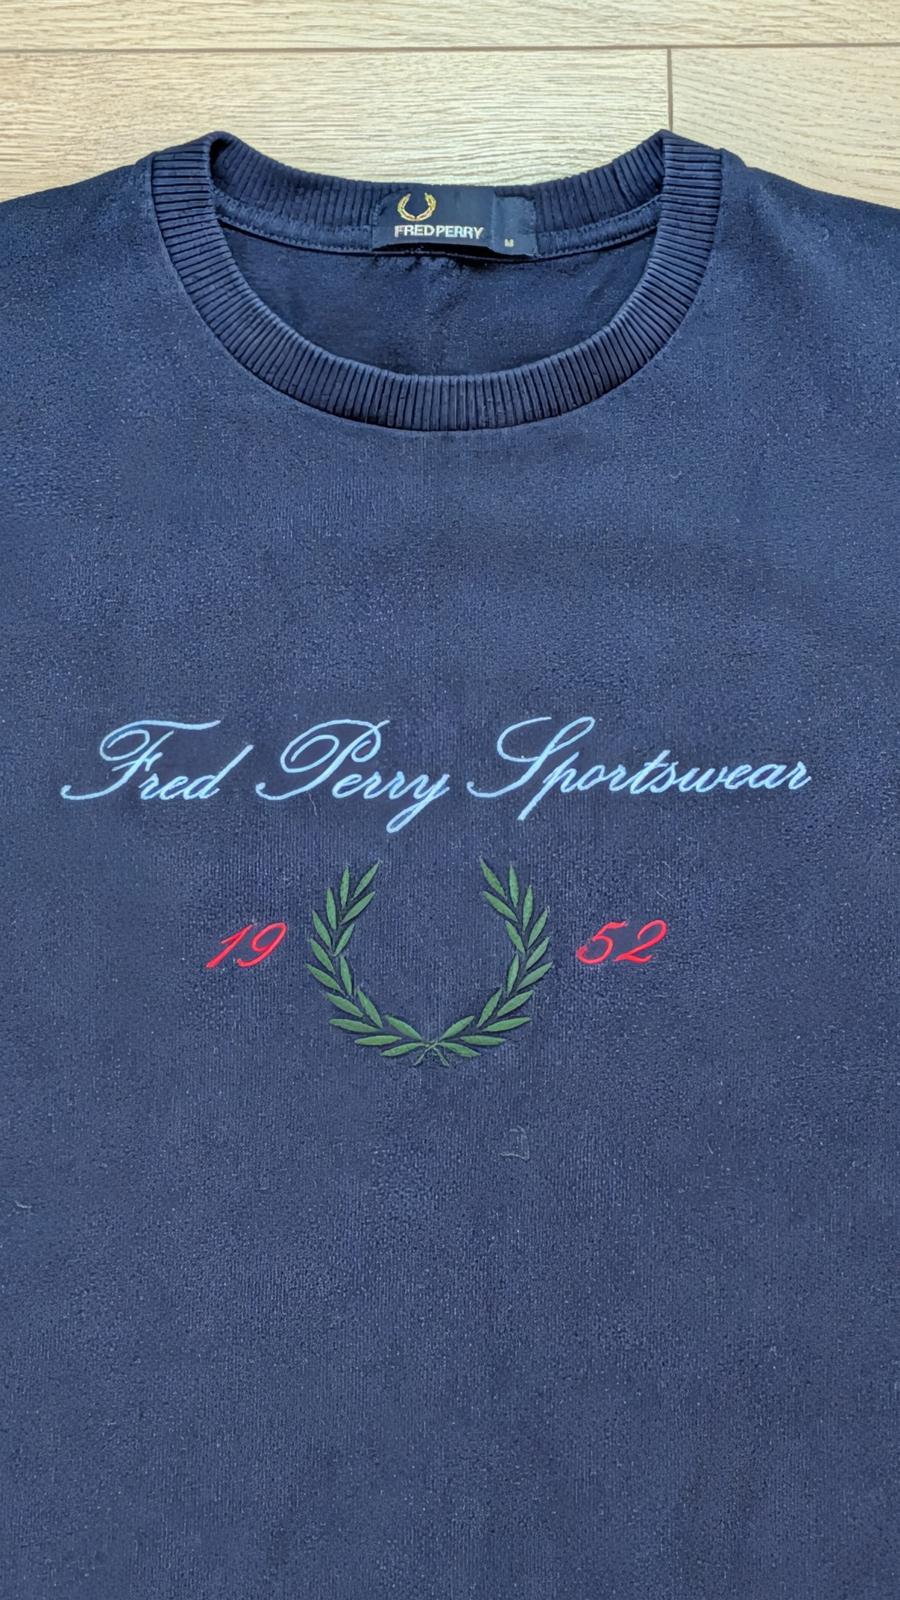 FRED PERRY
M
Fred Perry Sportswear
19 52